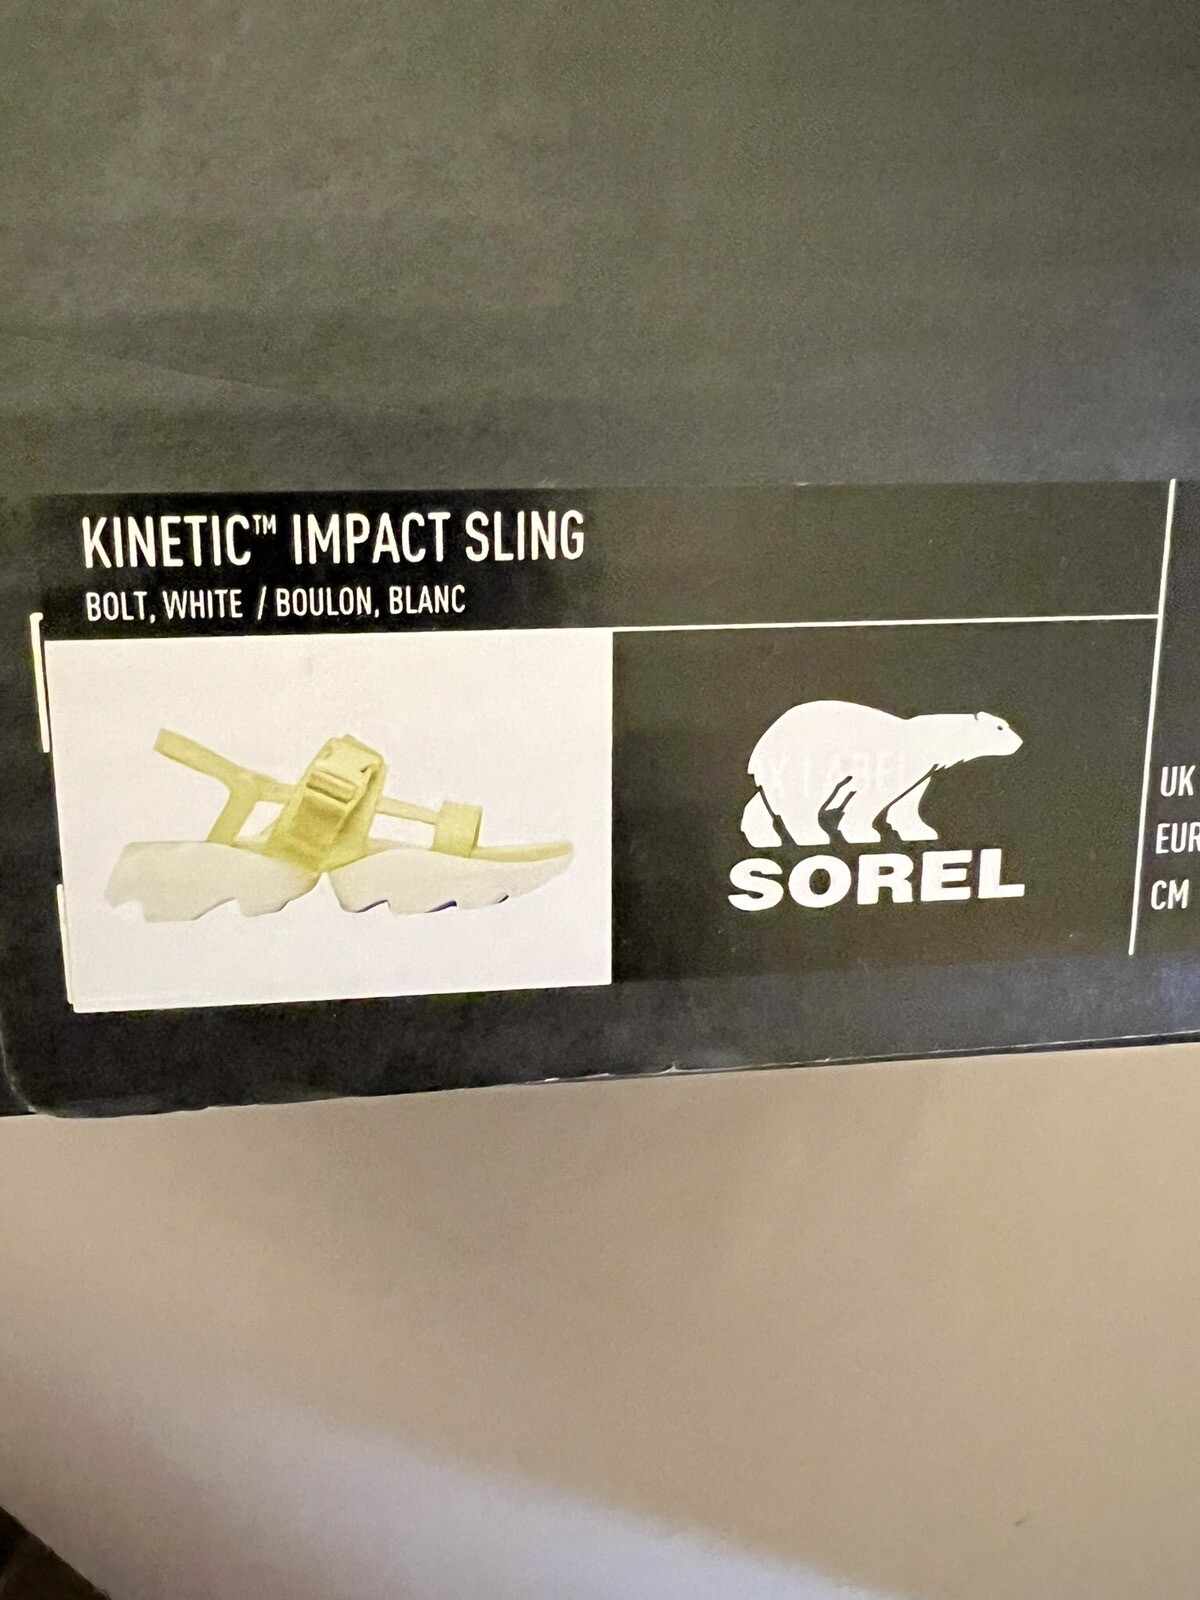 KINETIC™ IMPACT SLING
BOLT, WHITE / BOULON, BLANC
SOREL
UK
EUR
CM